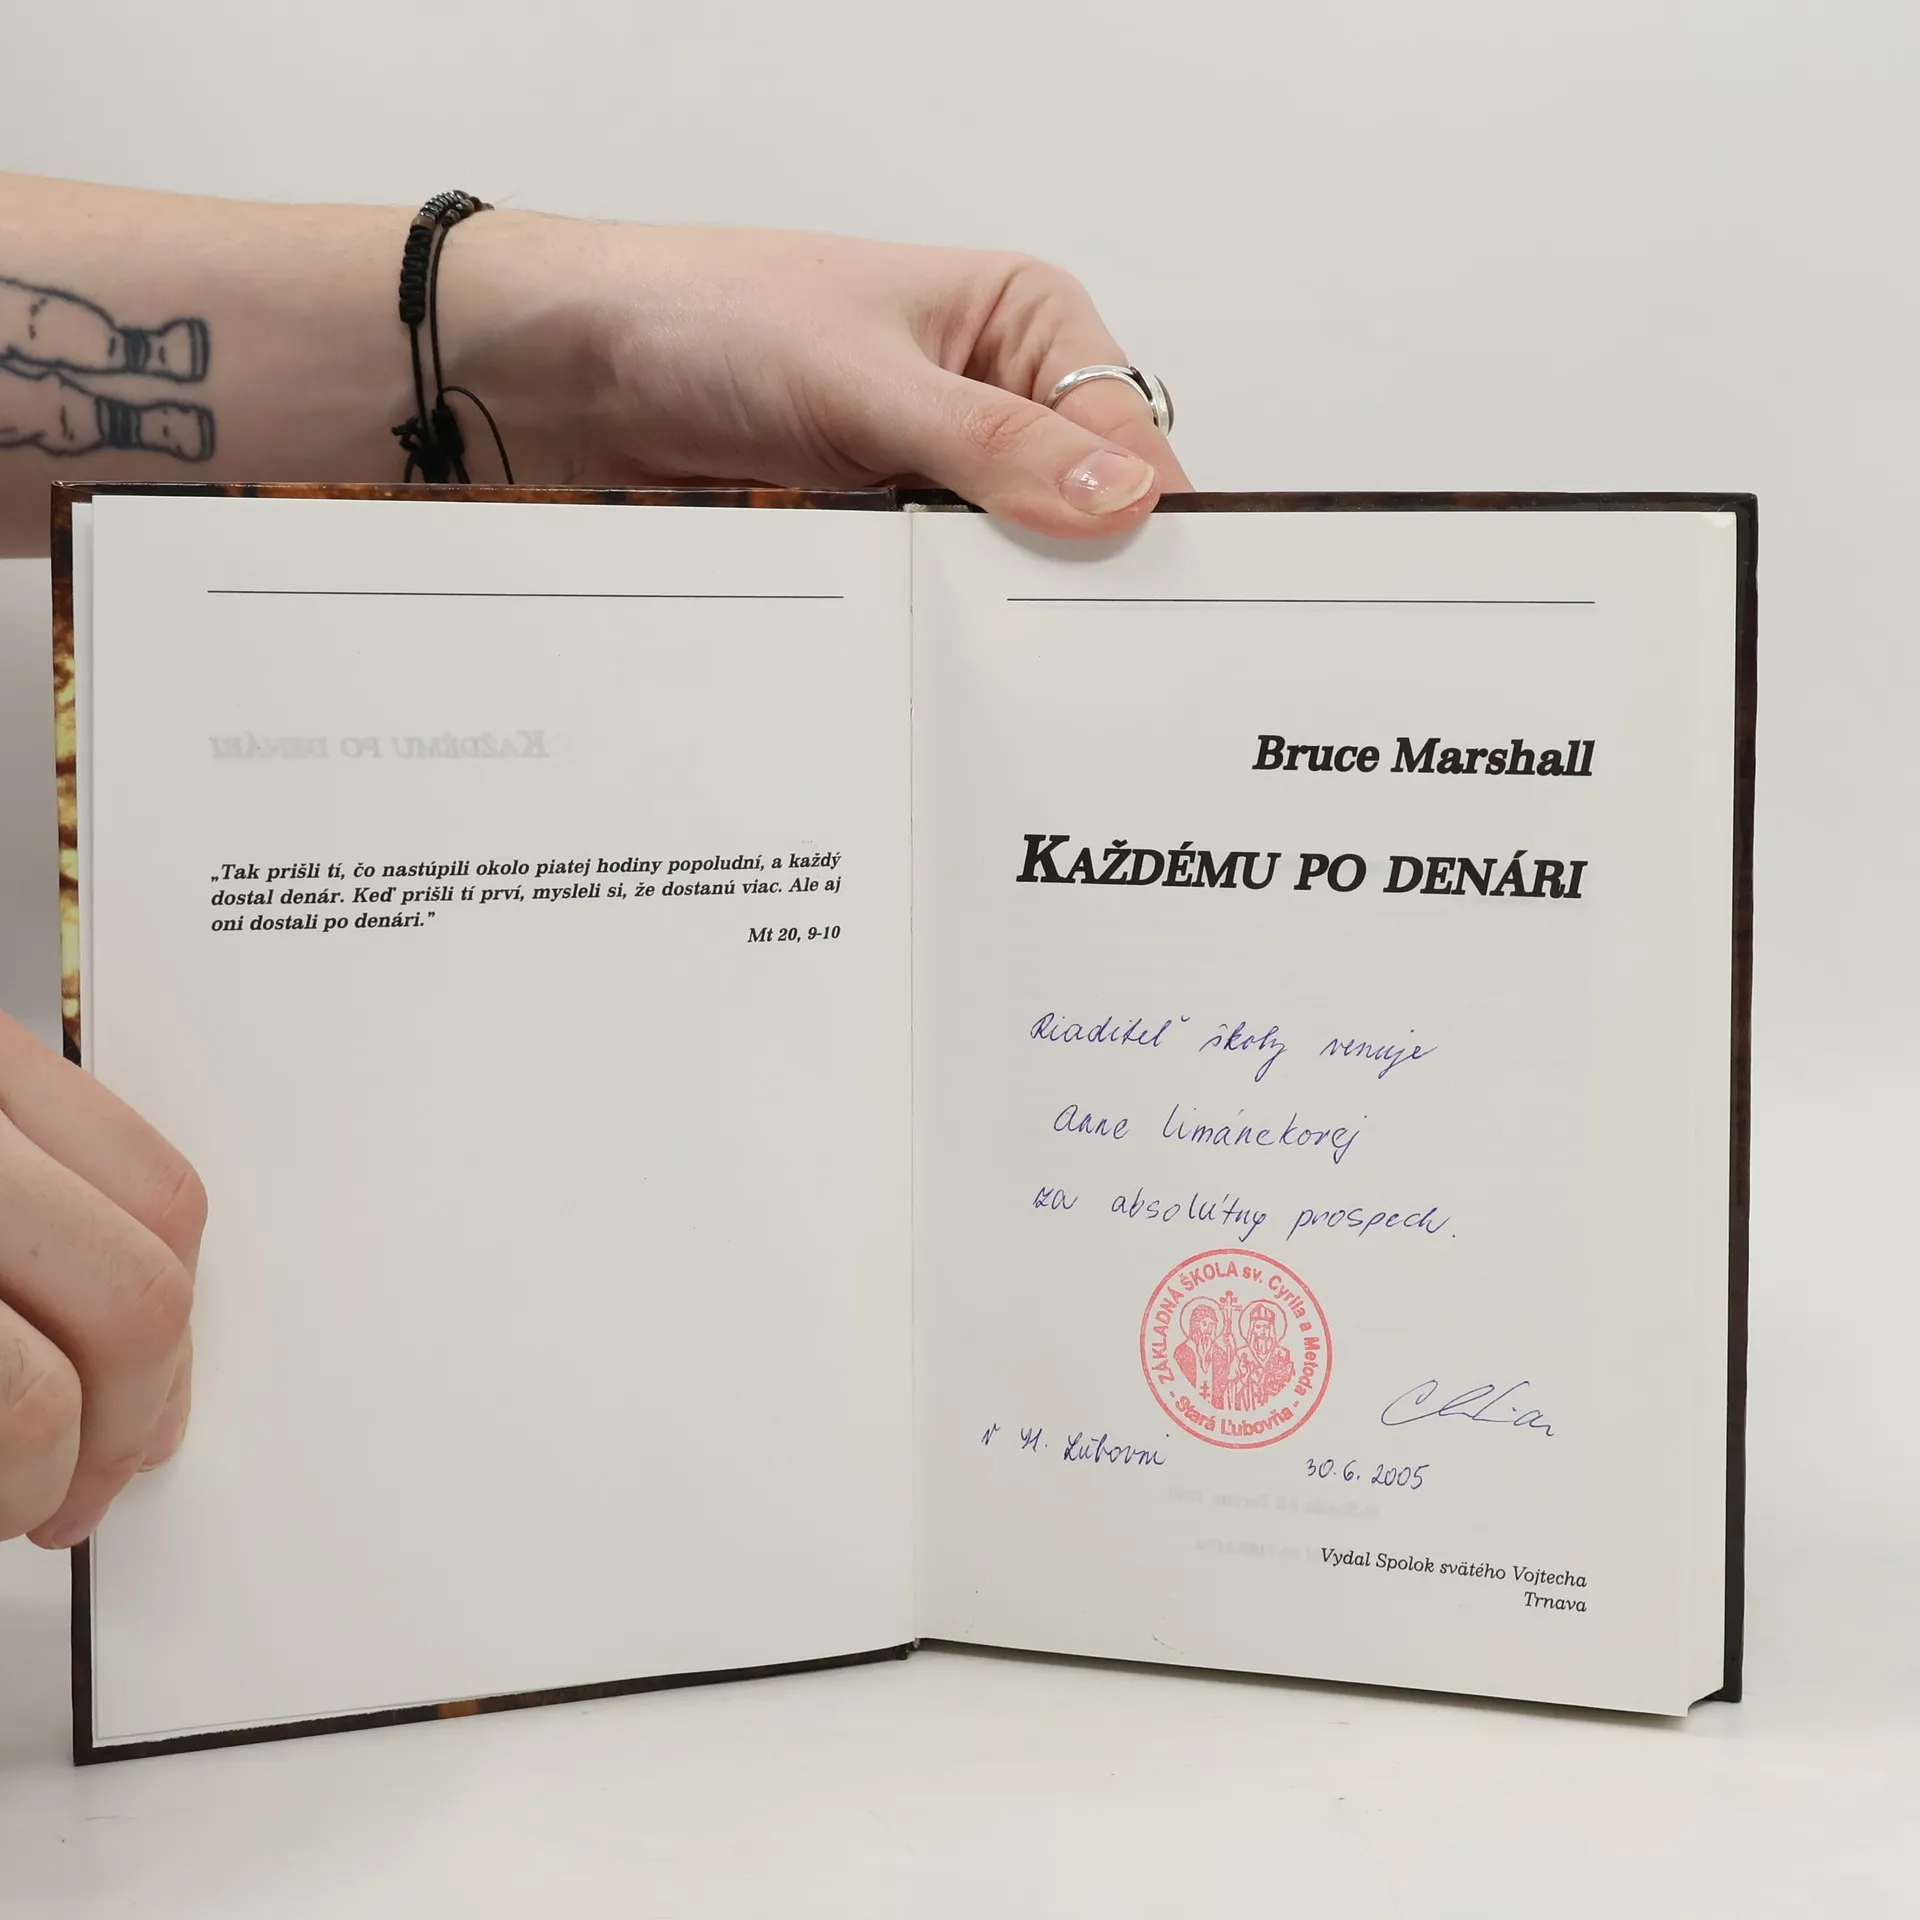 „Tak prišli tí, čo nastúpili okolo piatej hodiny popoludní, a každý
dostal denár. Keď prišli tí prví, mysleli si, že dostanú viac. Ale aj
oni dostali po denári.”
Mt 20, 9-10
Bruce Marshall
KAŽDÉMU PO DENÁRI
Riaditeľ školy venuje
Anne Limánekovej
za absolútny prospech.
- ZÁKLADNÁ ŠKOLA sv. Cyrila a Metoda -
Stará Ľubovňa
v St. Ľubovni
30.6. 2005
Vydal Spolok svätého Vojtecha
Trnava